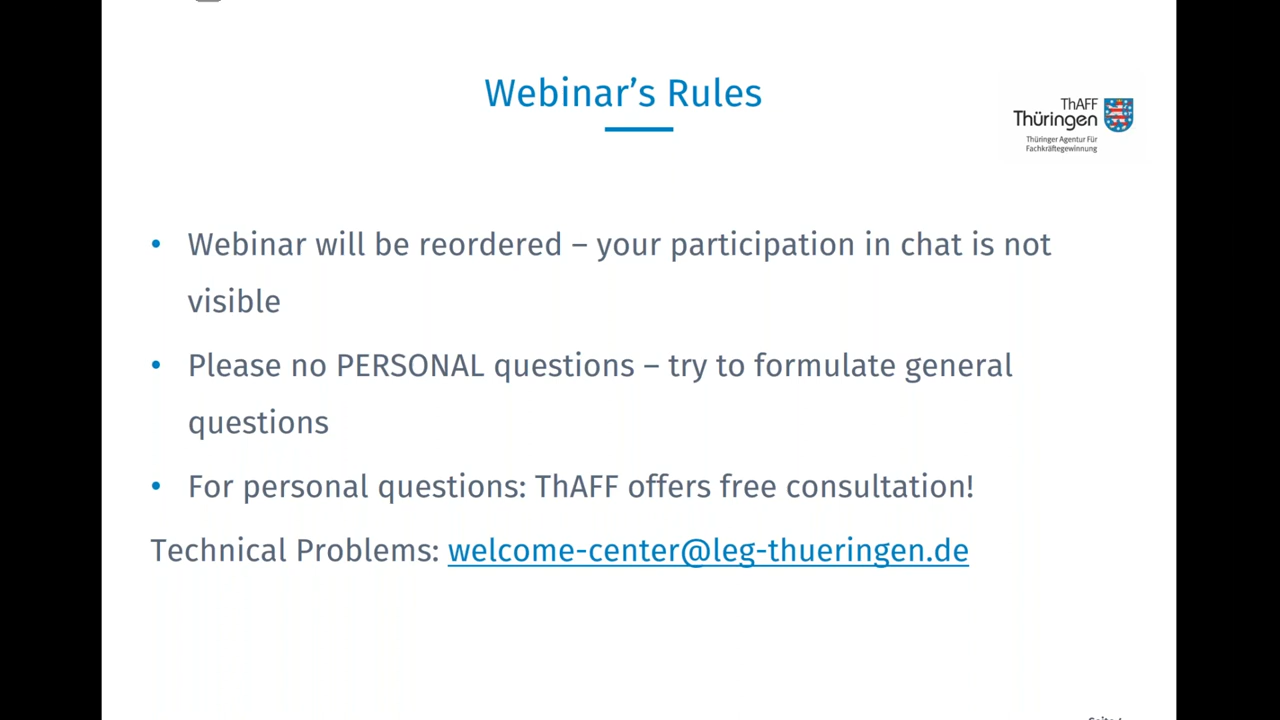 Webinar's Rules
ThAFF
Thüringen
Thüringer Agentur Für
Fachkräftegewinnung
• Webinar will be reordered – your participation in chat is not
visible
• Please no PERSONAL questions – try to formulate general
questions
• For personal questions: ThAFF offers free consultation!
Technical Problems: welcome-center@leg-thueringen.de